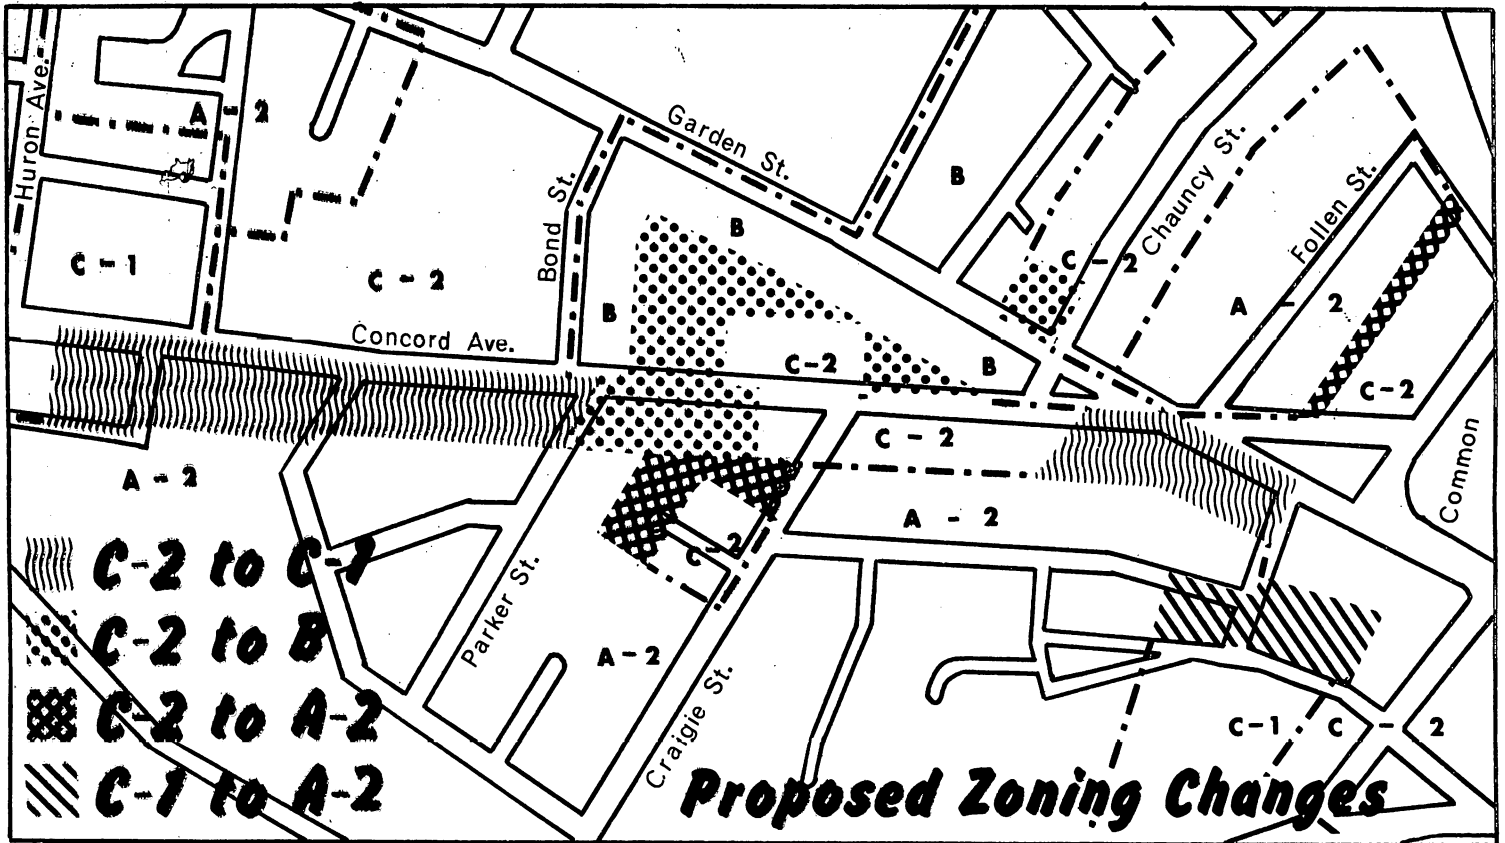 Huron Ave.
A - 2
C - 1
C - 2
Bond St.
Garden St.
B
B
B
C - 2
Chauncy St.
Follen St.
A - 2
C - 2
Concord Ave.
C - 2
B
C - 2
A - 2
A - 2
C - 2
Common
Parker St.
A - 2
Craigie St.
C - 1
C - 2
C-2 to C-1
C-2 to B
C-2 to A-2
C-1 to A-2
Proposed Zoning Changes